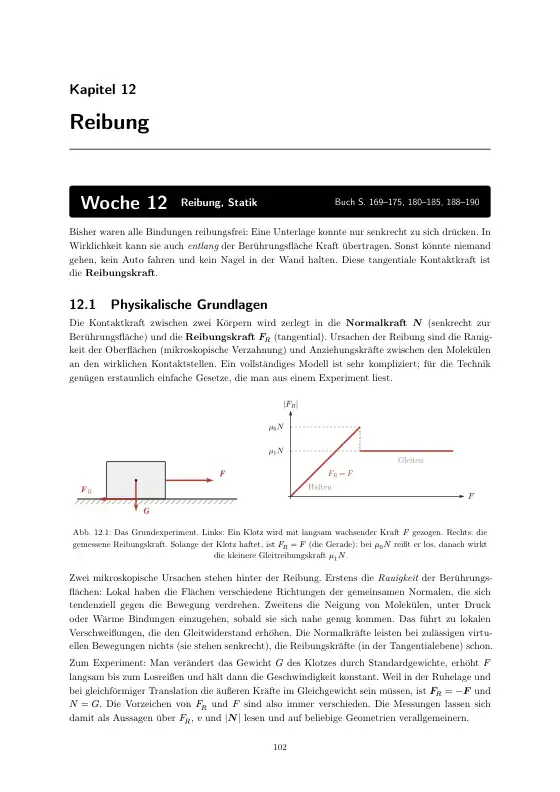 Kapitel 12
Reibung
Woche 12 Reibung, Statik Buch S. 169–175, 180–185, 188–190
Bisher waren alle Bindungen reibungsfrei: Eine Unterlage konnte nur senkrecht zu sich drücken. In
Wirklichkeit kann sie auch entlang der Berührungsfläche Kraft übertragen. Sonst könnte niemand
gehen, kein Auto fahren und kein Nagel in der Wand halten. Diese tangentiale Kontaktkraft ist
die Reibungskraft.
12.1 Physikalische Grundlagen
Die Kontaktkraft zwischen zwei Körpern wird zerlegt in die Normalkraft N (senkrecht zur
Berührungsfläche) und die Reibungskraft F_R (tangential). Ursachen der Reibung sind die Rauig-
keit der Oberflächen (mikroskopische Verzahnung) und Anziehungskräfte zwischen den Molekülen
an den wirklichen Kontaktstellen. Ein vollständiges Modell ist sehr kompliziert; für die Technik
genügen erstaunlich einfache Gesetze, die man aus einem Experiment liest.
|F_R|
μ₀N
μ₁N
Gleiten
F_R = F
Halten
F
F
F_R
G
Abb. 12.1: Das Grundexperiment. Links: Ein Klotz wird mit langsam wachsender Kraft F gezogen. Rechts: die
gemessene Reibungskraft. Solange der Klotz haftet, ist F_R = F (die Gerade); bei μ₀N reißt er los, danach wirkt
die kleinere Gleitreibungskraft μ₁N.
Zwei mikroskopische Ursachen stehen hinter der Reibung. Erstens die Rauigkeit der Berührungs-
flächen: Lokal haben die Flächen verschiedene Richtungen der gemeinsamen Normalen, die sich
tendenziell gegen die Bewegung verdrehen. Zweitens die Neigung von Molekülen, unter Druck
oder Wärme Bindungen einzugehen, sobald sie sich nahe genug kommen. Das führt zu lokalen
Verschweißungen, die den Gleitwiderstand erhöhen. Die Normalkräfte leisten bei zulässigen virtu-
ellen Bewegungen nichts (sie stehen senkrecht), die Reibungskräfte (in der Tangentialebene) schon.
Zum Experiment: Man verändert das Gewicht G des Klotzes durch Standardgewichte, erhöht F
langsam bis zum Losreißen und hält dann die Geschwindigkeit konstant. Weil in der Ruhelage und
bei gleichförmiger Translation die äußeren Kräfte im Gleichgewicht sein müssen, ist F_R = −F und
N = G. Die Vorzeichen von F_R und F sind also immer verschieden. Die Messungen lassen sich
damit als Aussagen über F_R, v und |N| lesen und auf beliebige Geometrien verallgemeinern.
102